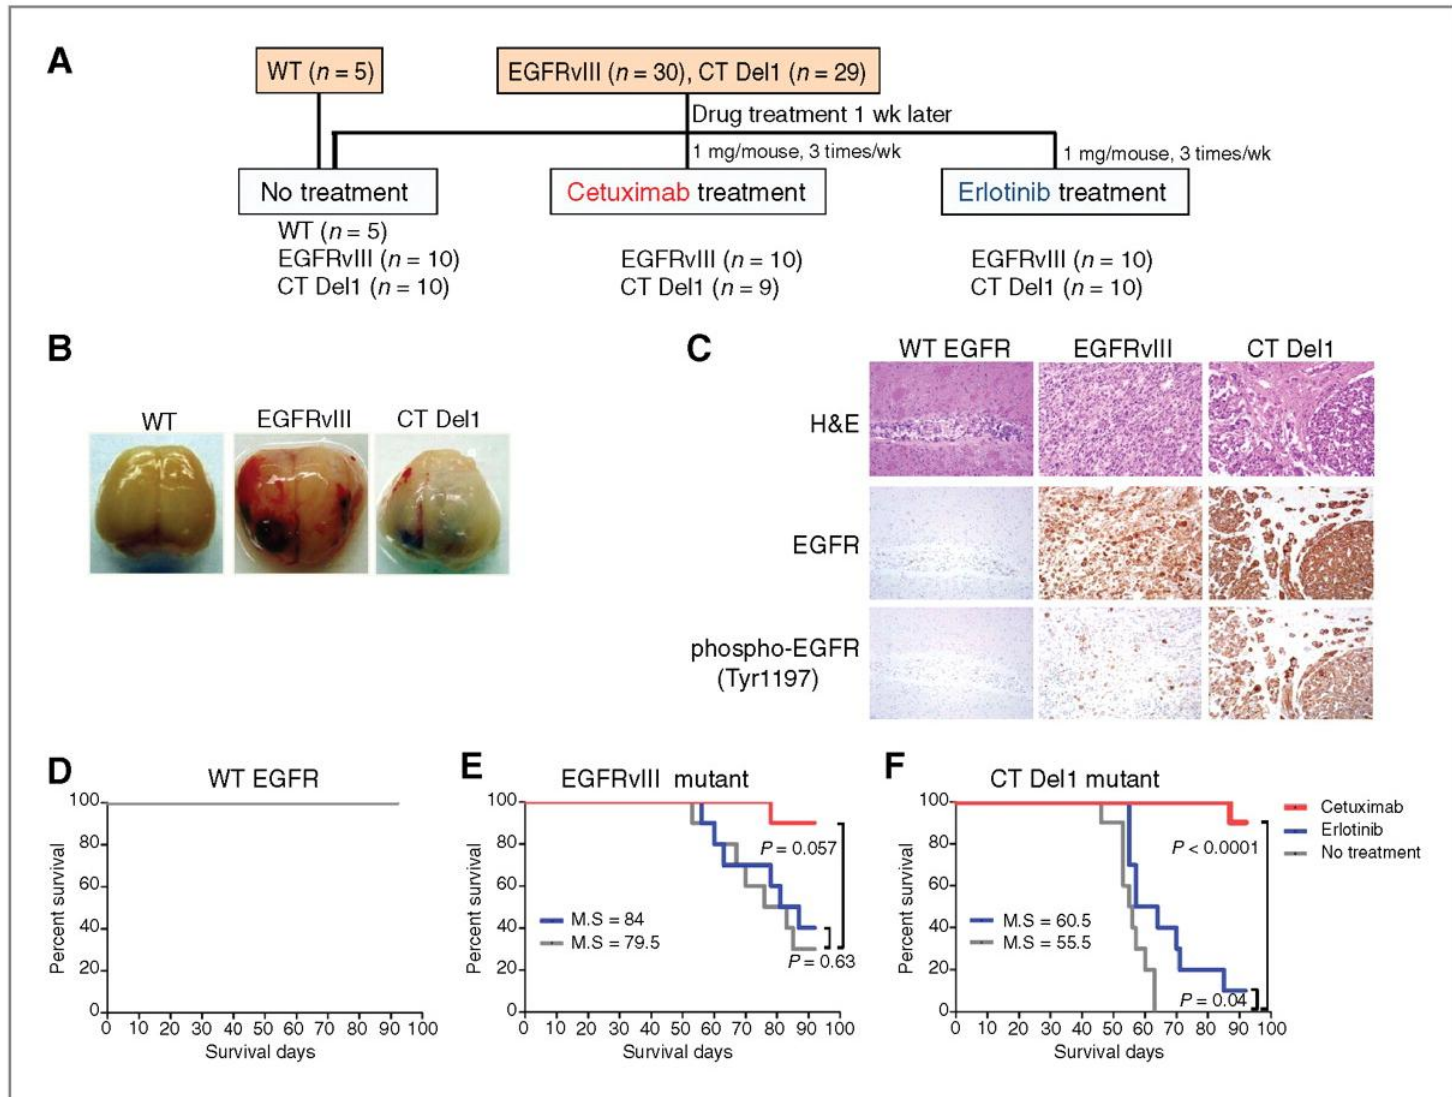 A
WT (n = 5)
EGFRvIII (n = 30), CT Del1 (n = 29)
Drug treatment 1 wk later
1 mg/mouse, 3 times/wk
1 mg/mouse, 3 times/wk
No treatment
Cetuximab treatment
Erlotinib treatment
WT (n = 5)
EGFRvIII (n = 10)
CT Del1 (n = 10)
EGFRvIII (n = 10)
CT Del1 (n = 9)
EGFRvIII (n = 10)
CT Del1 (n = 10)
B
WT
EGFRvIII
CT Del1
C
WT EGFR
EGFRvIII
CT Del1
H&E
EGFR
phospho-EGFR
(Tyr1197)
D
WT EGFR
Percent survival
100
80
60
40
20
0
0 10 20 30 40 50 60 70 80 90 100
Survival days
E
EGFRvIII mutant
Percent survival
100
80
60
40
20
0
P = 0.057
M.S = 84
M.S = 79.5
P = 0.63
0 10 20 30 40 50 60 70 80 90 100
Survival days
F
CT Del1 mutant
Percent survival
100
80
60
40
20
0
P < 0.0001
M.S = 60.5
M.S = 55.5
P = 0.04
0 10 20 30 40 50 60 70 80 90 100
Survival days
Cetuximab
Erlotinib
No treatment